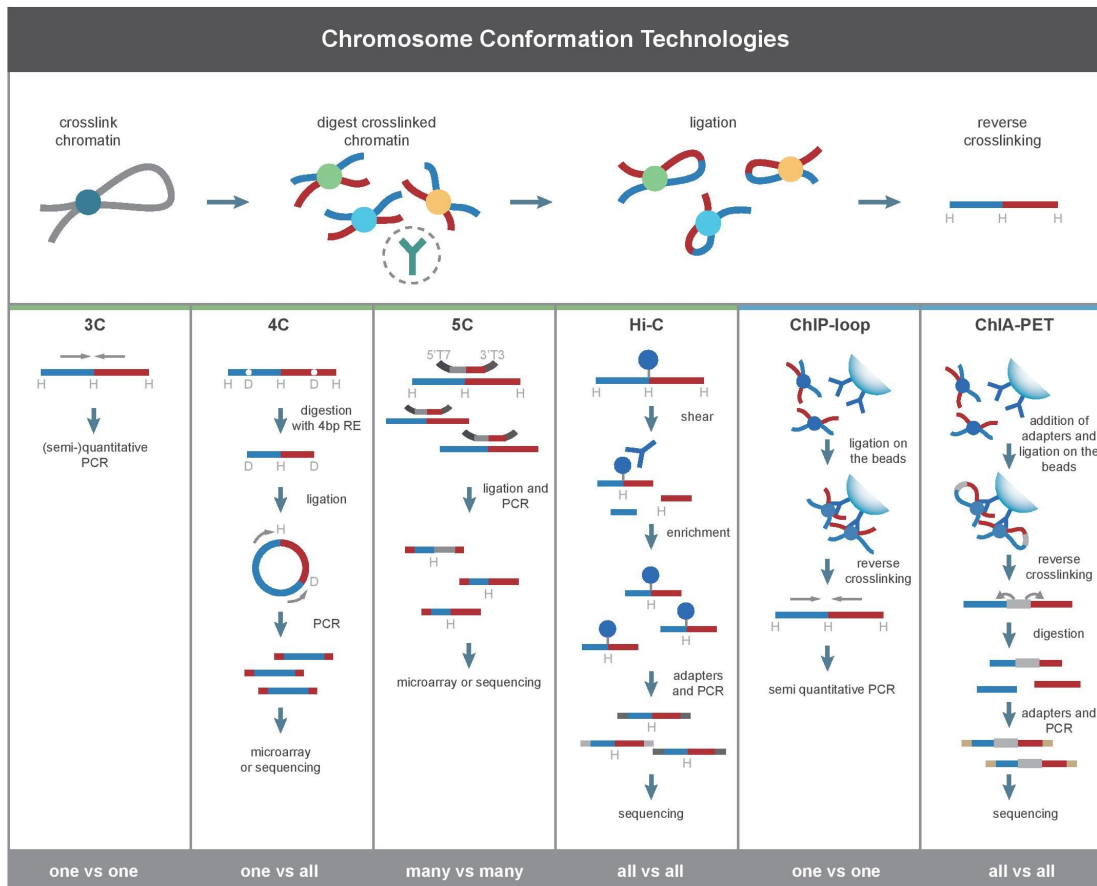 Chromosome Conformation Technologies
crosslink
chromatin
digest crosslinked
chromatin
ligation
reverse
crosslinking
H H H
3C
H H H
(semi-)quantitative
PCR
4C
H D D H
digestion
with 4bp RE
D H D
ligation
H
D
PCR
microarray
or sequencing
5C
5'T7 3'T3
H H H
ligation and
PCR
H
H
H
microarray or sequencing
Hi-C
H H H
shear
H
H
enrichment
H
H
H
adapters
and PCR
H
H
H
sequencing
ChIP-loop
ligation on
the beads
reverse
crosslinking
H H H
semi quantitative PCR
ChIA-PET
addition of
adapters and
ligation on the
beads
reverse
crosslinking
digestion
adapters and
PCR
sequencing
one vs one
one vs all
many vs many
all vs all
one vs one
all vs all